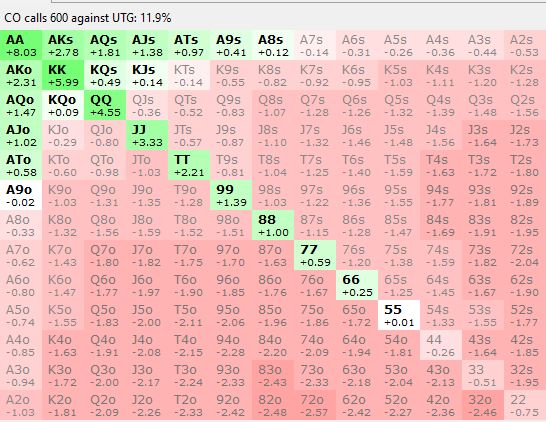 CO calls 600 against UTG: 11.9%
AA AKs AQs AJs ATs A9s A8s A7s A6s A5s A4s A3s A2s
+8.03 +2.78 +1.81 +1.38 +0.97 +0.41 +0.12 -0.14 -0.31 -0.26 -0.36 -0.44 -0.53
AKo KK KQs KJs KTs K9s K8s K7s K6s K5s K4s K3s K2s
+2.31 +5.99 +0.49 +0.14 -0.14 -0.55 -0.82 -0.92 -0.95 -1.03 -1.11 -1.20 -1.28
AQo KQo QQ QJs QTs Q9s Q8s Q7s Q6s Q5s Q4s Q3s Q2s
+1.47 +0.09 +4.55 -0.36 -0.52 -0.83 -1.07 -1.28 -1.26 -1.32 -1.39 -1.48 -1.56
AJo KJo QJo JJ JTs J9s J8s J7s J6s J5s J4s J3s J2s
+1.02 -0.29 -0.80 +3.33 -0.57 -0.87 -1.10 -1.32 -1.46 -1.48 -1.56 -1.64 -1.73
ATo KTo QTo JTo TT T9s T8s T7s T6s T5s T4s T3s T2s
+0.58 -0.60 -0.98 -1.03 +2.21 -0.81 -1.04 -1.25 -1.40 -1.59 -1.63 -1.72 -1.80
A9o K9o Q9o J9o T9o 99 98s 97s 96s 95s 94s 93s 92s
-0.02 -1.03 -1.31 -1.35 -1.28 +1.39 -1.03 -1.22 -1.36 -1.55 -1.77 -1.81 -1.89
A8o K8o Q8o J8o T8o 98o 88 87s 86s 85s 84s 83s 82s
-0.33 -1.32 -1.56 -1.59 -1.52 -1.51 +1.00 -1.15 -1.28 -1.47 -1.69 -1.91 -1.95
A7o K7o Q7o J7o T7o 97o 87o 77 76s 75s 74s 73s 72s
-0.62 -1.43 -1.80 -1.82 -1.75 -1.70 -1.63 +0.59 -1.20 -1.38 -1.59 -1.82 -2.04
A6o K6o Q6o J6o T6o 96o 86o 76o 66 65s 64s 63s 62s
-0.80 -1.47 -1.77 -1.97 -1.90 -1.85 -1.76 -1.67 +0.25 -1.25 -1.45 -1.67 -1.90
A5o K5o Q5o J5o T5o 95o 85o 75o 65o 55 54s 53s 52s
-0.74 -1.55 -1.83 -2.00 -2.11 -2.06 -1.96 -1.86 -1.72 +0.01 -1.33 -1.55 -1.77
A4o K4o Q4o J4o T4o 94o 84o 74o 64o 54o 44 43s 42s
-0.85 -1.63 -1.91 -2.08 -2.15 -2.28 -2.20 -2.09 -1.94 -1.81 -0.26 -1.64 -1.85
A3o K3o Q3o J3o T3o 93o 83o 73o 63o 53o 43o 33 32s
-0.94 -1.72 -2.00 -2.17 -2.24 -2.33 -2.43 -2.33 -2.18 -2.04 -2.13 -0.51 -1.95
A2o K2o Q2o J2o T2o 92o 82o 72o 62o 52o 42o 32o 22
-1.03 -1.81 -2.09 -2.26 -2.33 -2.42 -2.48 -2.57 -2.42 -2.27 -2.36 -2.46 -0.75